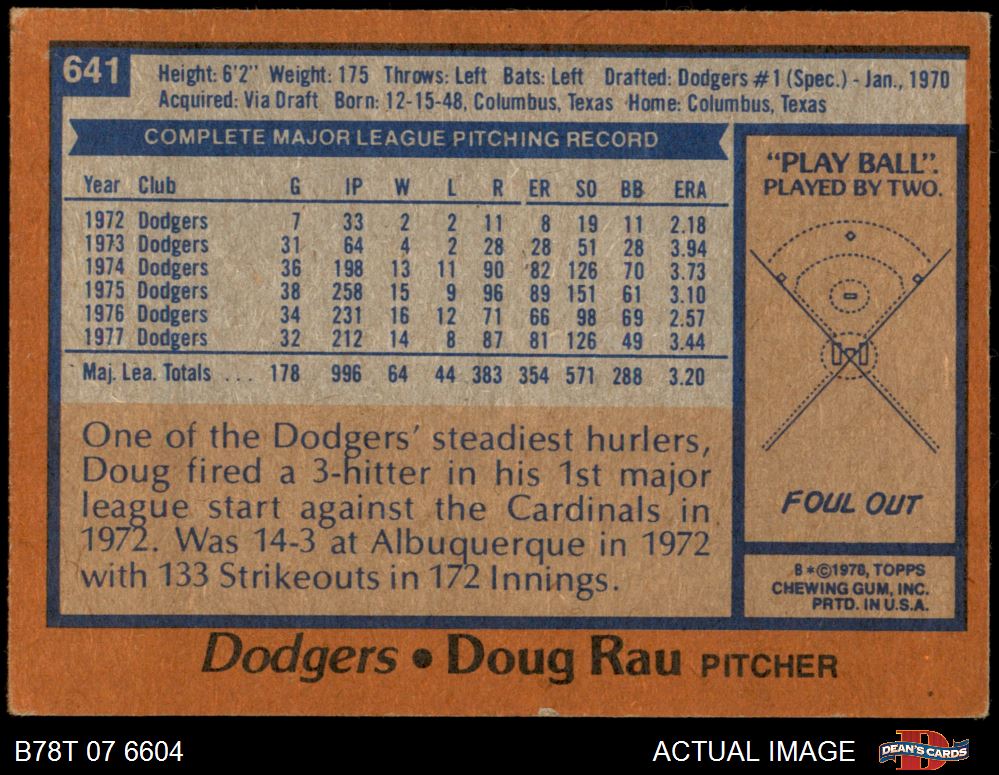 641
Height: 6'2" Weight: 175 Throws: Left Bats: Left Drafted: Dodgers #1 (Spec.) - Jan., 1970
Acquired: Via Draft Born: 12-15-48, Columbus, Texas Home: Columbus, Texas
COMPLETE MAJOR LEAGUE PITCHING RECORD
Year Club G IP W L R ER SO BB ERA
1972 Dodgers 7 33 2 2 11 8 19 11 2.18
1973 Dodgers 31 64 4 2 28 28 51 28 3.94
1974 Dodgers 36 198 13 11 90 82 126 70 3.73
1975 Dodgers 38 258 15 9 96 89 151 61 3.10
1976 Dodgers 34 231 16 12 71 66 98 69 2.57
1977 Dodgers 32 212 14 8 87 81 126 49 3.44
Maj. Lea. Totals ... 178 996 64 44 383 354 571 288 3.20
One of the Dodgers' steadiest hurlers,
Doug fired a 3-hitter in his 1st major
league start against the Cardinals in
1972. Was 14-3 at Albuquerque in 1972
with 133 Strikeouts in 172 Innings.
"PLAY BALL".
PLAYED BY TWO.
FOUL OUT
8 * © 1978, TOPPS
CHEWING GUM, INC.
PRTD. IN U.S.A.
Dodgers • Doug Rau PITCHER
B78T 07 6604
ACTUAL IMAGE
D
DEAN'S CARDS